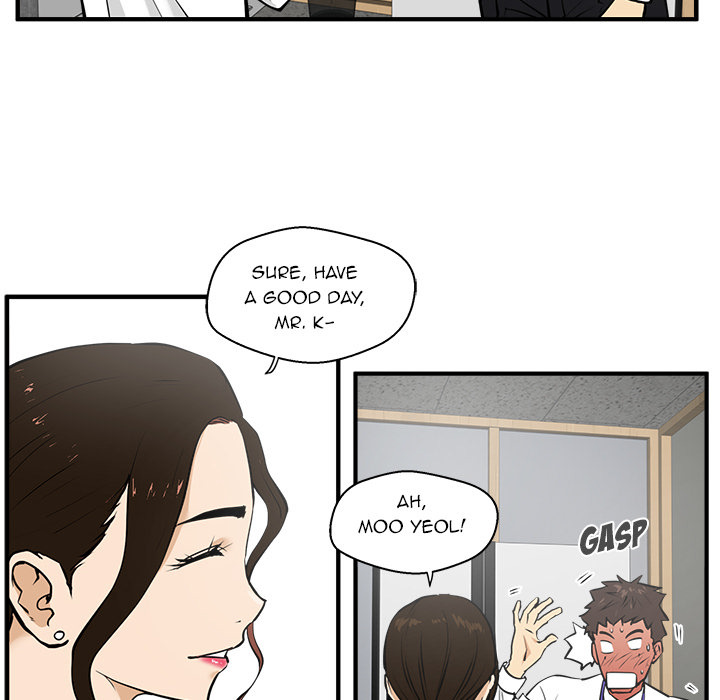 SURE, HAVE
A GOOD DAY,
MR. K-
AH,
MOO YEOL!
GASP